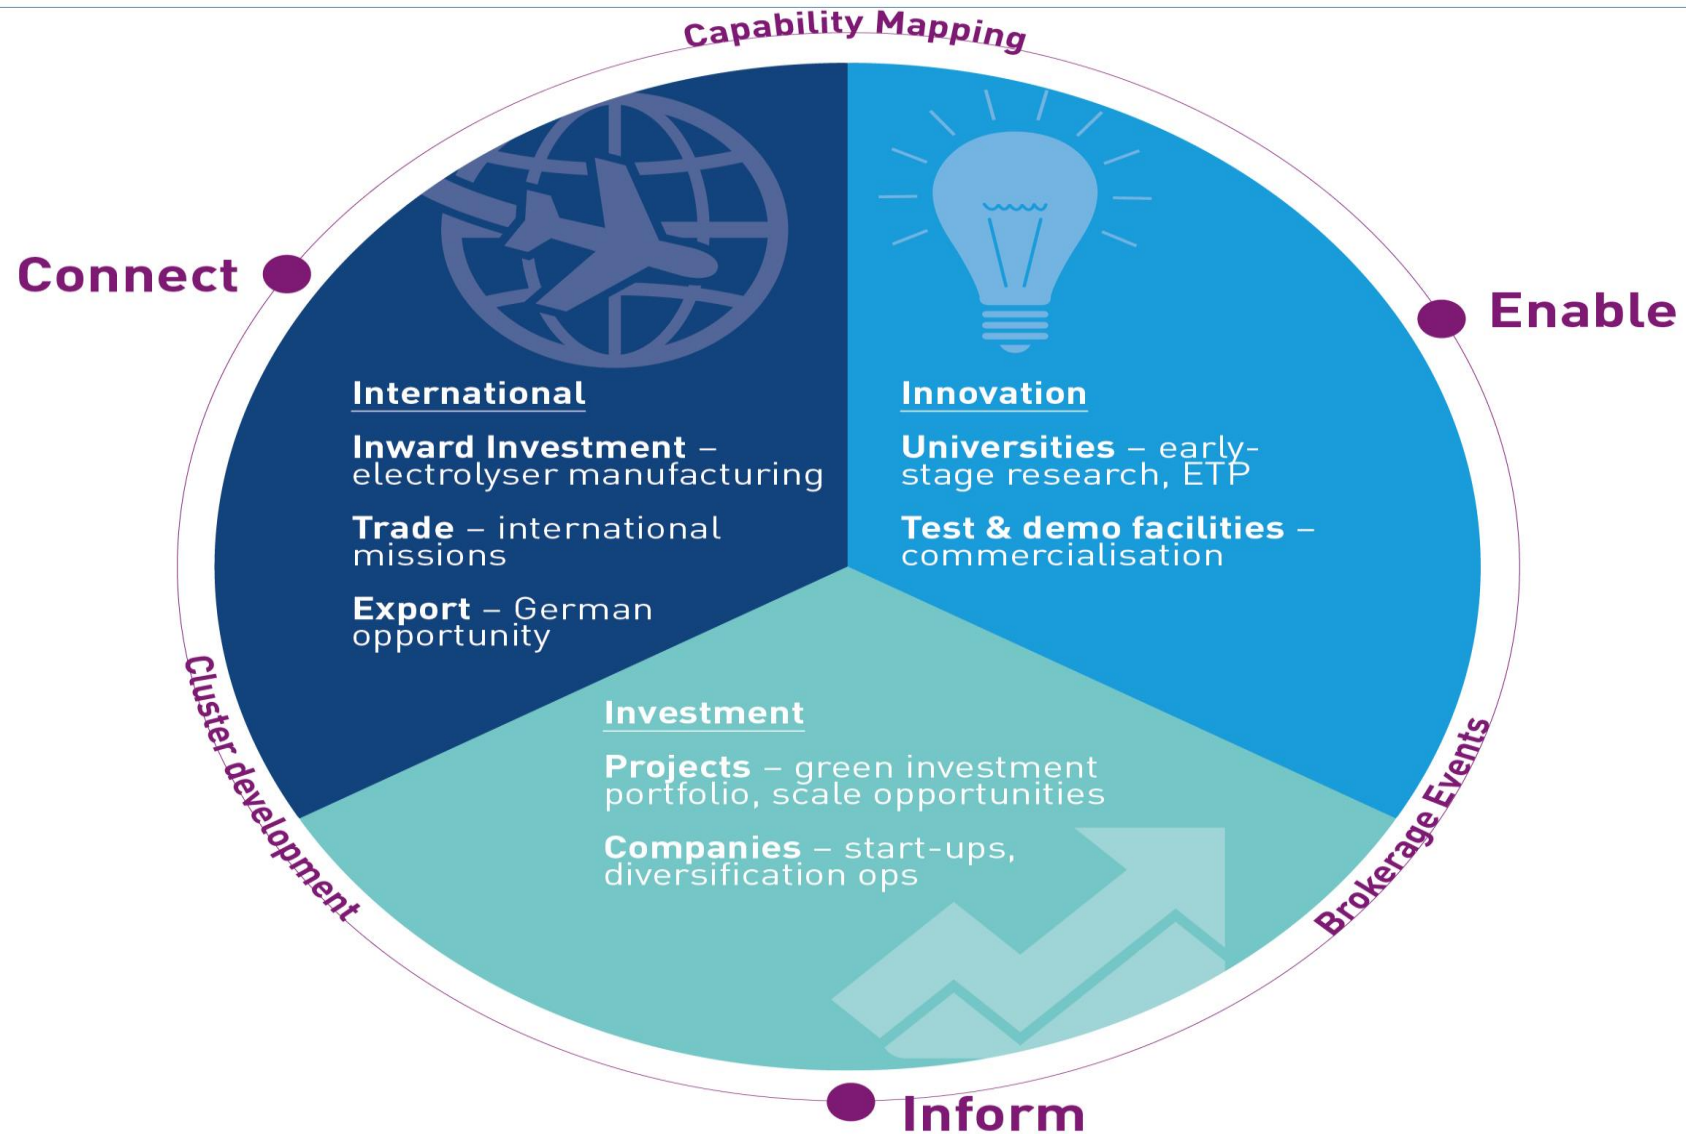 Capability Mapping
Connect
Enable
International
Inward Investment –
electrolyser manufacturing
Trade – international
missions
Export – German
opportunity
Innovation
Universities – early-
stage research, ETP
Test & demo facilities –
commercialisation
Investment
Projects – green investment
portfolio, scale opportunities
Companies – start-ups,
diversification ops
Cluster development
Brokerage Events
Inform